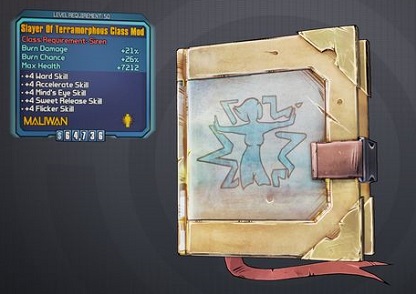 LEVEL REQUIREMENT: 50
Slayer Of Terramorphous Class Mod
Class Requirement: Siren
Burn Damage +21%
Burn Chance +26%
Max Health +7212
• +4 Ward Skill
• +4 Accelerate Skill
• +4 Mind's Eye Skill
• +4 Sweet Release Skill
• +4 Flicker Skill
MALIWAN
$64736